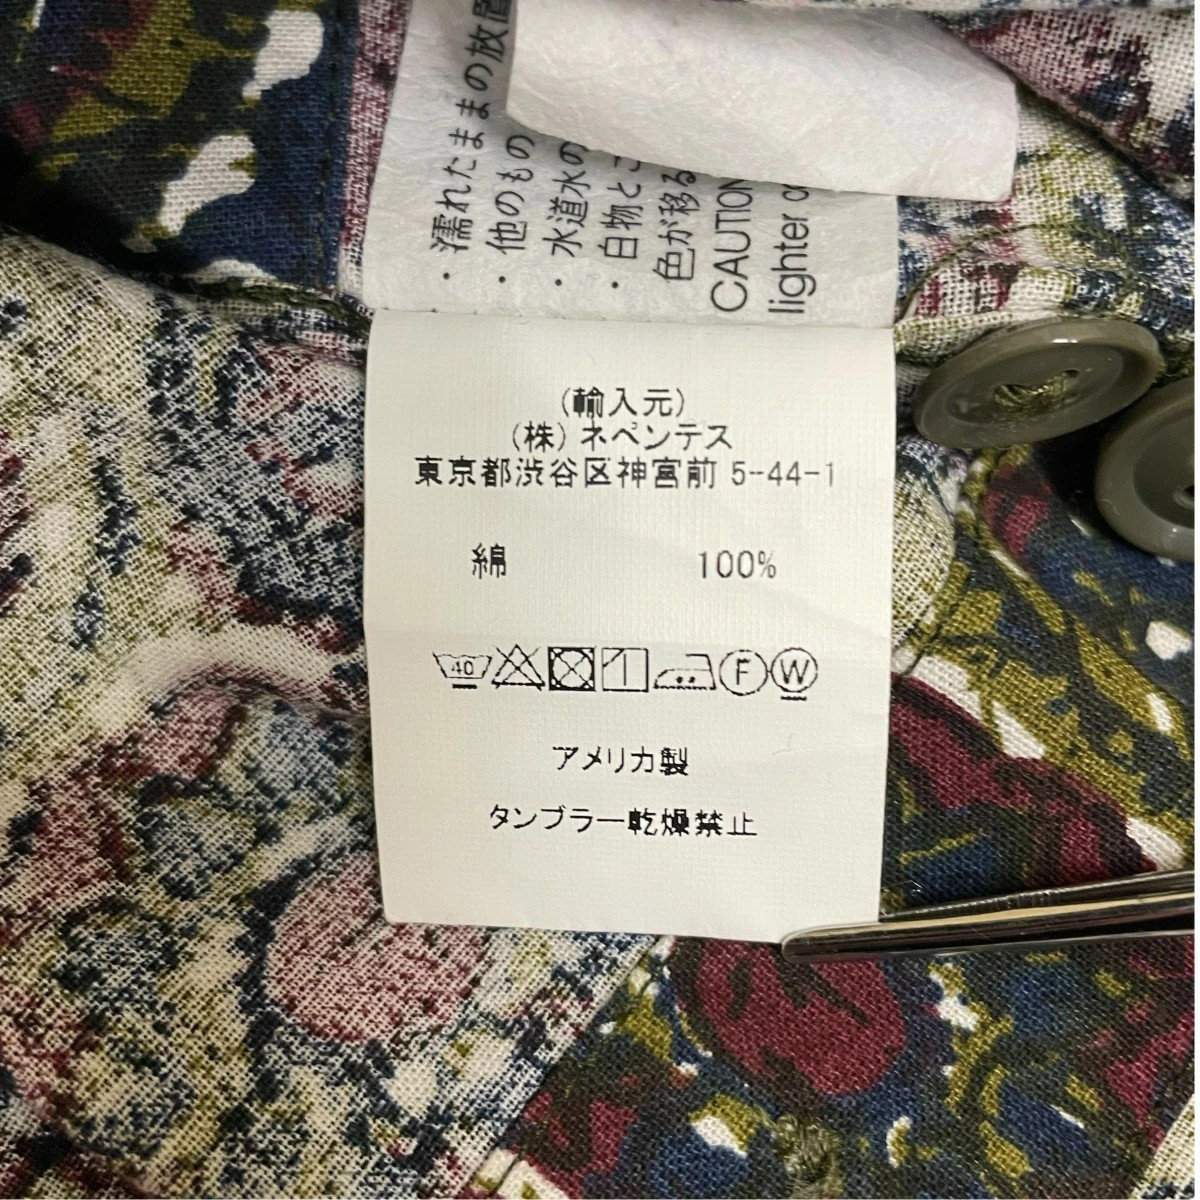 ・濡れたままの放置
・他のもの
・水道水の
・白物とこ
色が移る
CAUTION
lighter
(輸入元)
(株)ネペンテス
東京都渋谷区神宮前 5-44-1
綿 100%
40 F W
アメリカ製
タンブラー乾燥禁止